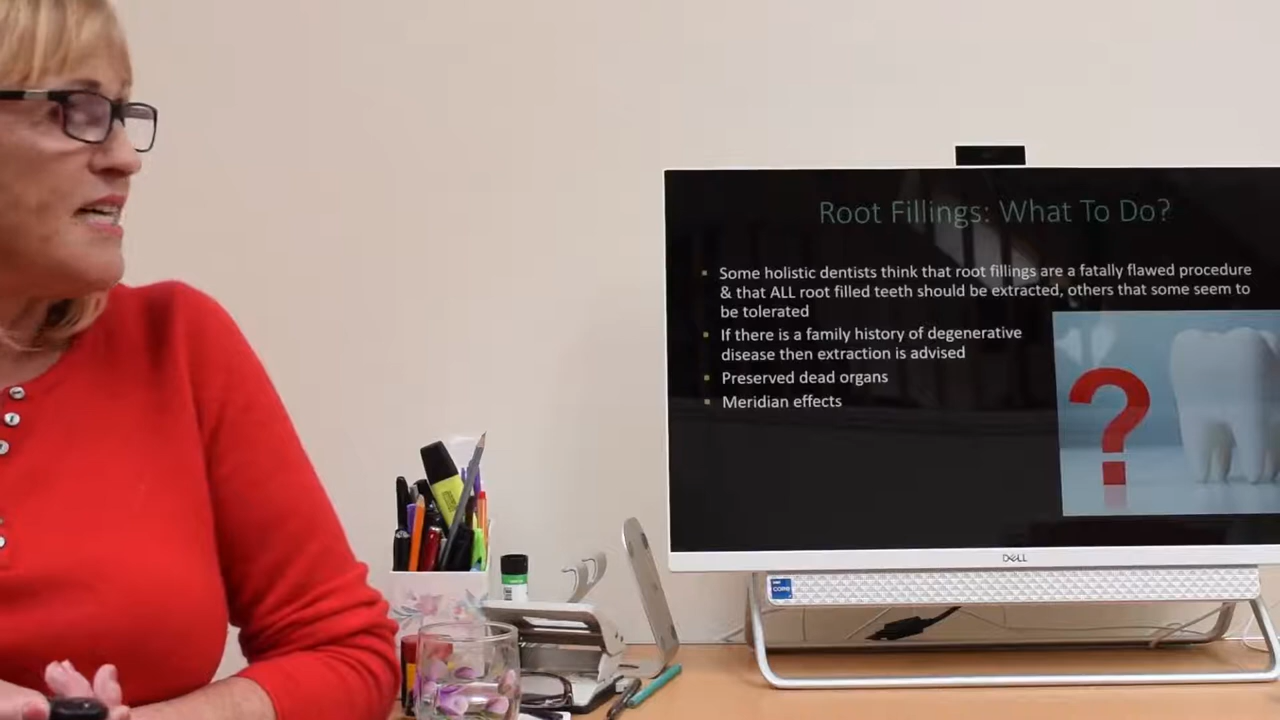 Root Fillings: What To Do?
Some holistic dentists think that root fillings are a fatally flawed procedure
& that ALL root filled teeth should be extracted, others that some seem to
be tolerated
If there is a family history of degenerative
disease then extraction is advised
Preserved dead organs
Meridian effects
?
DELL
CORE